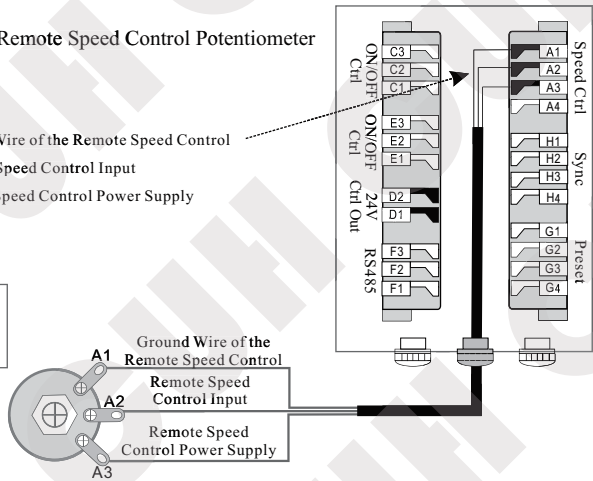 Remote Speed Control Potentiometer
Wire of the Remote Speed Control
Speed Control Input
Speed Control Power Supply
C3
C2
C1
ON/OFF
Ctrl
E3
E2
E1
ON/OFF
Ctrl
D2
D1
24V
Ctrl Out
F3
F2
F1
RS485
A1
A2
A3
A4
Speed Ctrl
H1
H2
H3
H4
Sync
G1
G2
G3
G4
Preset
A1
Ground Wire of the
Remote Speed Control
A2
Remote Speed
Control Input
A3
Remote Speed
Control Power Supply